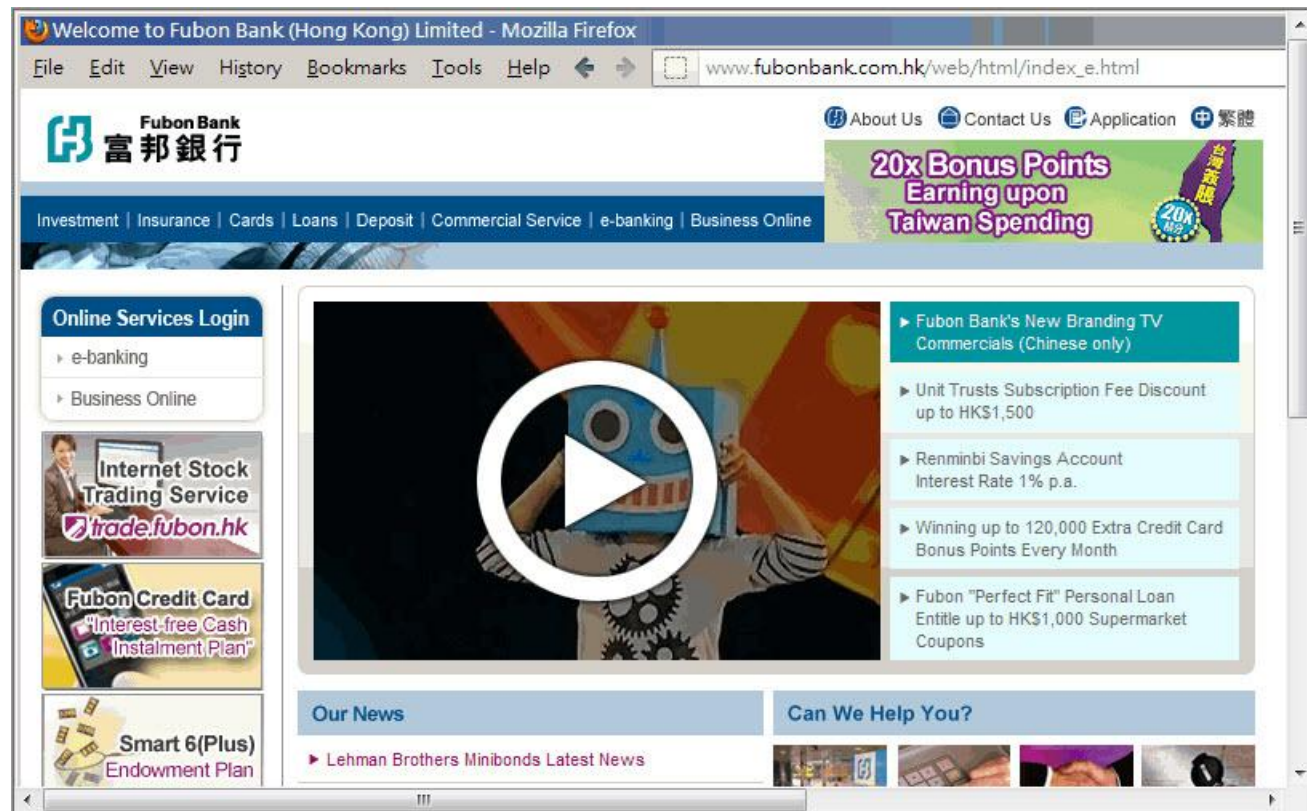 Welcome to Fubon Bank (Hong Kong) Limited - Mozilla Firefox
File Edit View History Bookmarks Tools Help www.fubonbank.com.hk/web/html/index_e.html
Fubon Bank
富邦銀行
About Us Contact Us Application 中 繁體
20x Bonus Points
Earning upon
Taiwan Spending
台灣簽賬
20X
積分
Investment | Insurance | Cards | Loans | Deposit | Commercial Service | e-banking | Business Online
Online Services Login
e-banking
Business Online
Internet Stock
Trading Service
trade.fubon.hk
Fubon Credit Card
"Interest-free Cash
Instalment Plan"
Smart 6(Plus)
Endowment Plan
Fubon Bank's New Branding TV
Commercials (Chinese only)
Unit Trusts Subscription Fee Discount
up to HK$1,500
Renminbi Savings Account
Interest Rate 1% p.a.
Winning up to 120,000 Extra Credit Card
Bonus Points Every Month
Fubon "Perfect Fit" Personal Loan
Entitle up to HK$1,000 Supermarket
Coupons
Our News
Lehman Brothers Minibonds Latest News
Can We Help You?